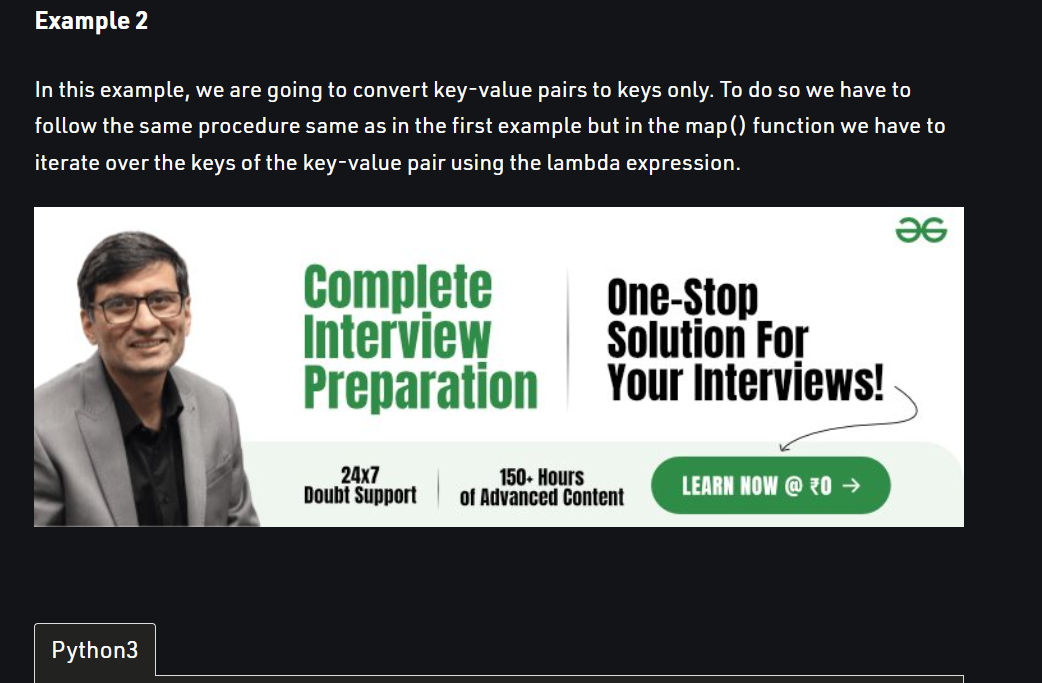 Example 2
In this example, we are going to convert key-value pairs to keys only. To do so we have to
follow the same procedure same as in the first example but in the map() function we have to
iterate over the keys of the key-value pair using the lambda expression.
Complete
Interview
Preparation
One-Stop
Solution For
Your Interviews!
24x7
Doubt Support
150+ Hours
of Advanced Content
LEARN NOW @ ₹0 →
Python3